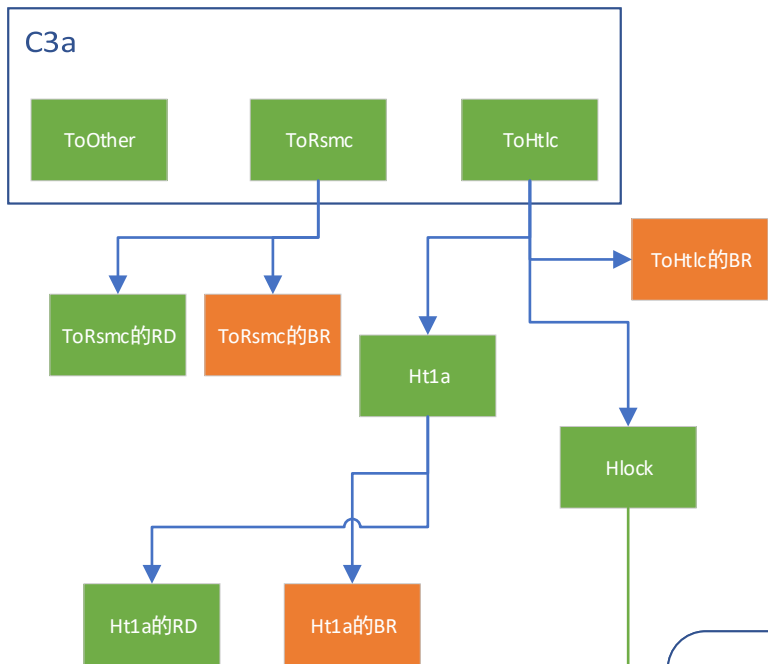 C3a
ToOther
ToRsmc
ToHtlc
ToHtlc的BR
ToRsmc的RD
ToRsmc的BR
Ht1a
Hlock
Ht1a的RD
Ht1a的BR